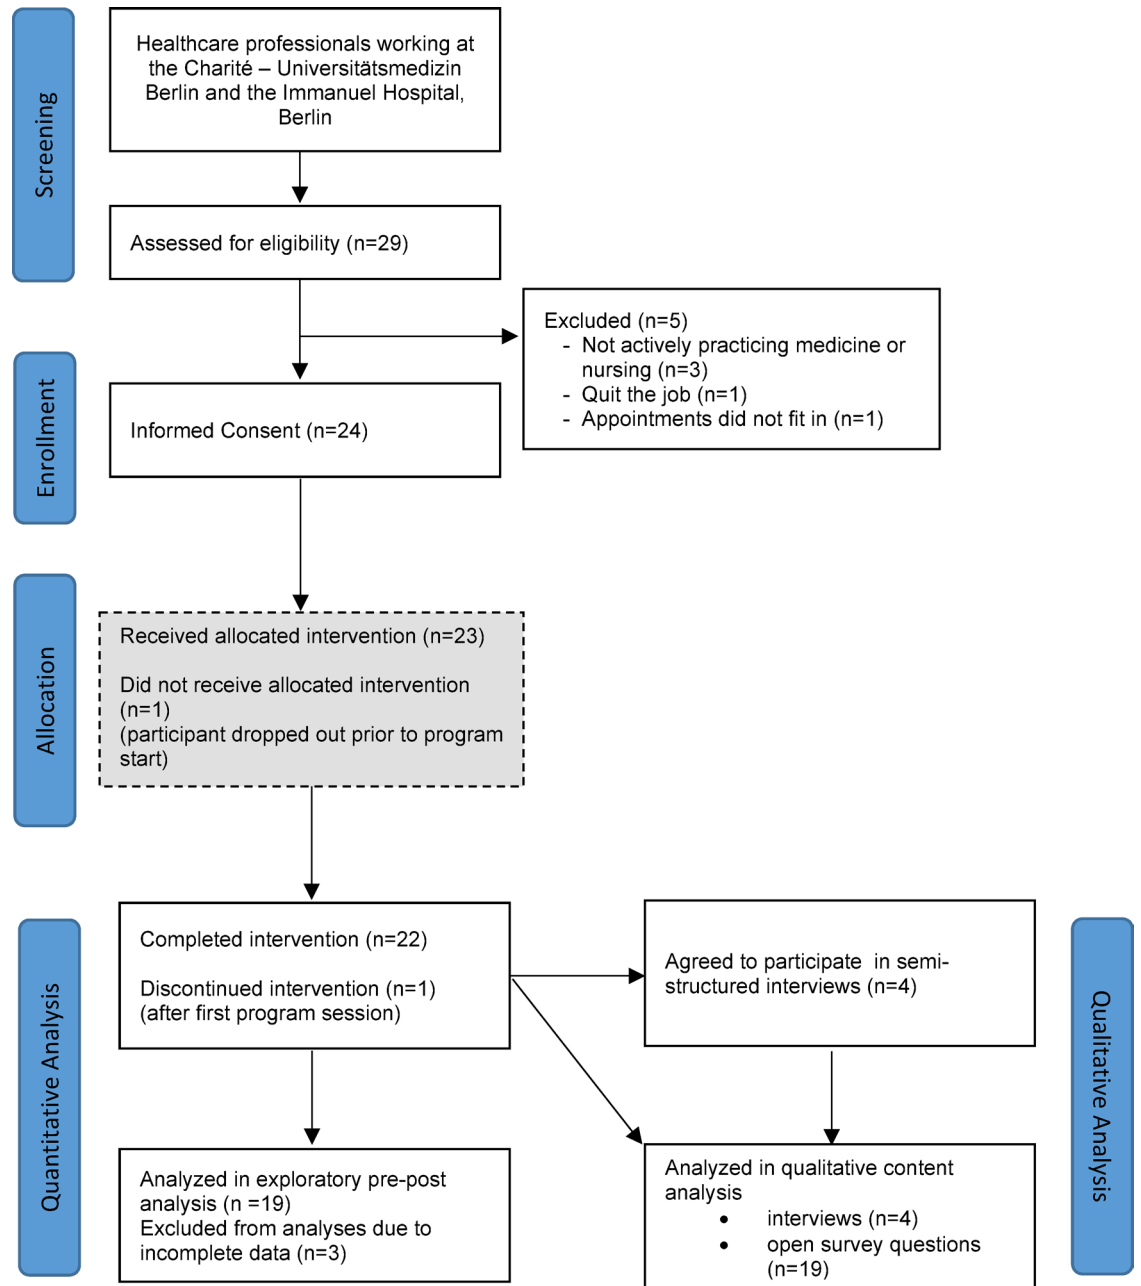 Screening
Healthcare professionals working at
the Charité – Universitätsmedizin
Berlin and the Immanuel Hospital,
Berlin
Assessed for eligibility (n=29)
Excluded (n=5)
- Not actively practicing medicine or
nursing (n=3)
- Quit the job (n=1)
- Appointments did not fit in (n=1)
Enrollment
Informed Consent (n=24)
Allocation
Received allocated intervention (n=23)
Did not receive allocated intervention
(n=1)
(participant dropped out prior to program
start)
Quantitative Analysis
Completed intervention (n=22)
Discontinued intervention (n=1)
(after first program session)
Agreed to participate  in semi-
structured interviews (n=4)
Qualitative Analysis
Analyzed in exploratory pre-post
analysis (n =19)
Excluded from analyses due to
incomplete data (n=3)
Analyzed in qualitative content
analysis
• interviews (n=4)
• open survey questions
(n=19)